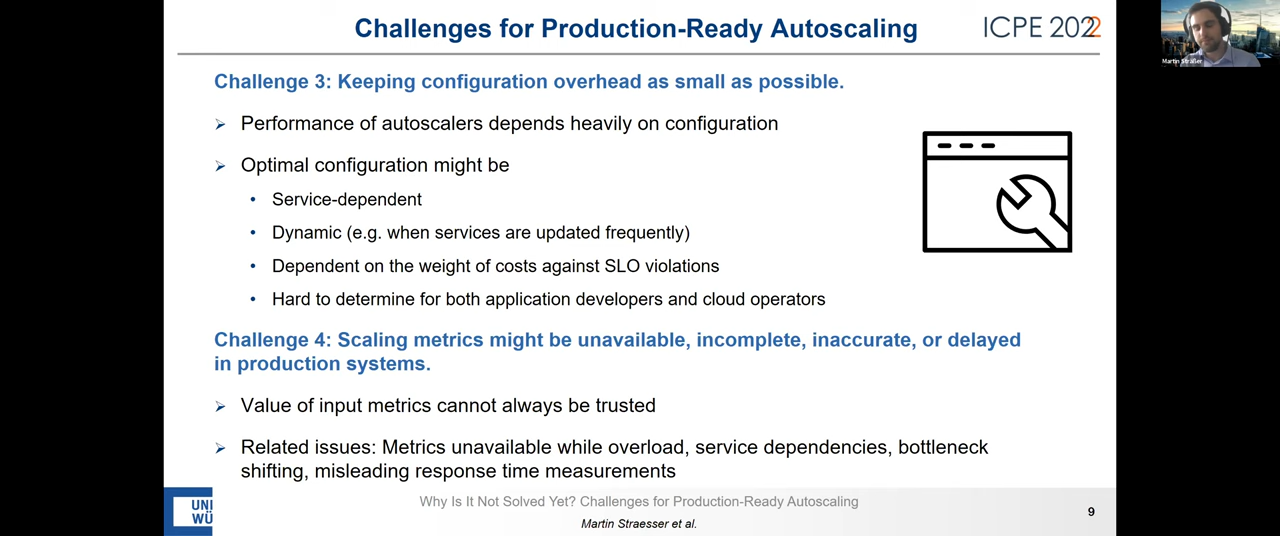 Challenges for Production-Ready Autoscaling
ICPE 2022
Martin Sträßer
Challenge 3: Keeping configuration overhead as small as possible.
Performance of autoscalers depends heavily on configuration
Optimal configuration might be
• Service-dependent
• Dynamic (e.g. when services are updated frequently)
• Dependent on the weight of costs against SLO violations
• Hard to determine for both application developers and cloud operators
Challenge 4: Scaling metrics might be unavailable, incomplete, inaccurate, or delayed
in production systems.
Value of input metrics cannot always be trusted
Related issues: Metrics unavailable while overload, service dependencies, bottleneck
shifting, misleading response time measurements
UNI
WÜ
Why Is It Not Solved Yet? Challenges for Production-Ready Autoscaling
Martin Straesser et al.
9